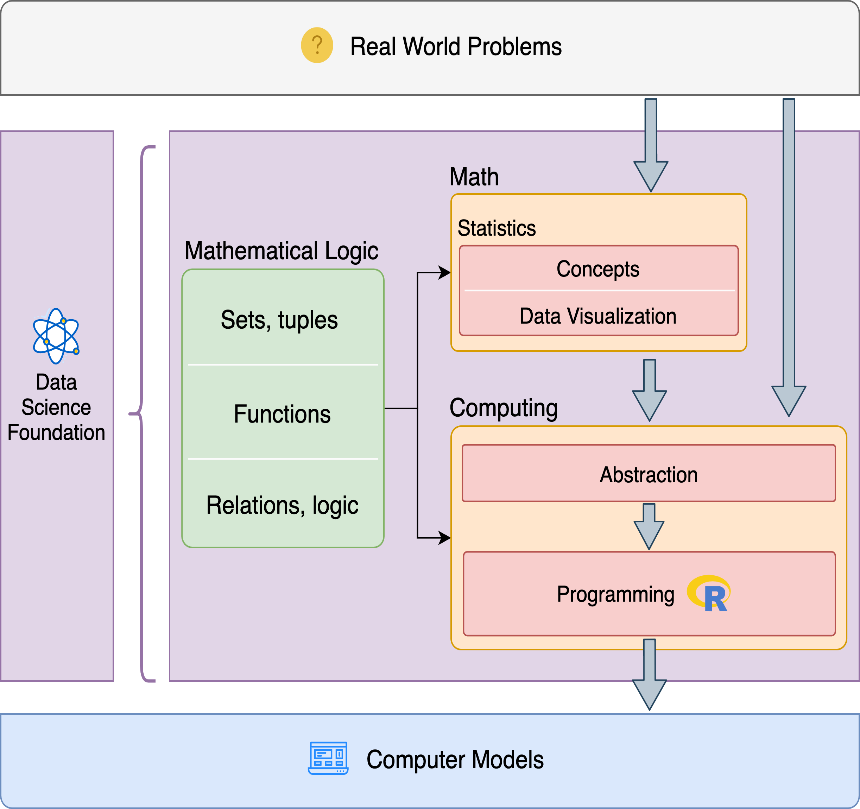 ?
Real World Problems
Data
Science
Foundation
Mathematical Logic
Sets, tuples
Functions
Relations, logic
Math
Statistics
Concepts
Data Visualization
Computing
Abstraction
Programming R
Computer Models